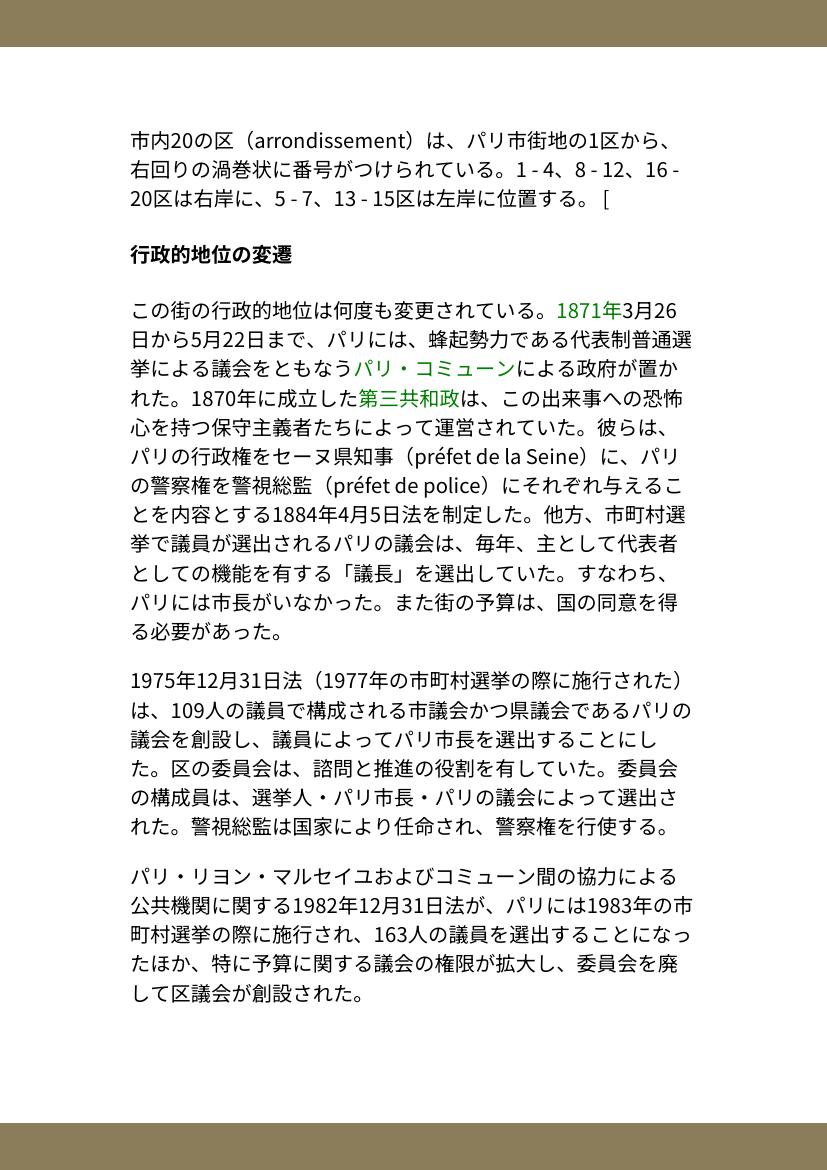 市内20の区（arrondissement）は、パリ市街地の1区から、
右回りの渦巻状に番号がつけられている。1 - 4、8 - 12、16 -
20区は右岸に、5 - 7、13 - 15区は左岸に位置する。 [
行政的地位の変遷
この街の行政的地位は何度も変更されている。1871年3月26
日から5月22日まで、パリには、蜂起勢力である代表制普通選
挙による議会をともなうパリ・コミューンによる政府が置か
れた。1870年に成立した第三共和政は、この出来事への恐怖
心を持つ保守主義者たちによって運営されていた。彼らは、
パリの行政権をセーヌ県知事（préfet de la Seine）に、パリ
の警察権を警視総監（préfet de police）にそれぞれ与えるこ
とを内容とする1884年4月5日法を制定した。他方、市町村選
挙で議員が選出されるパリの議会は、毎年、主として代表者
としての機能を有する「議長」を選出していた。すなわち、
パリには市長がいなかった。また街の予算は、国の同意を得
る必要があった。
1975年12月31日法（1977年の市町村選挙の際に施行された）
は、109人の議員で構成される市議会かつ県議会であるパリの
議会を創設し、議員によってパリ市長を選出することにし
た。区の委員会は、諮問と推進の役割を有していた。委員会
の構成員は、選挙人・パリ市長・パリの議会によって選出さ
れた。警視総監は国家により任命され、警察権を行使する。
パリ・リヨン・マルセイユおよびコミューン間の協力による
公共機関に関する1982年12月31日法が、パリには1983年の市
町村選挙の際に施行され、163人の議員を選出することになっ
たほか、特に予算に関する議会の権限が拡大し、委員会を廃
して区議会が創設された。